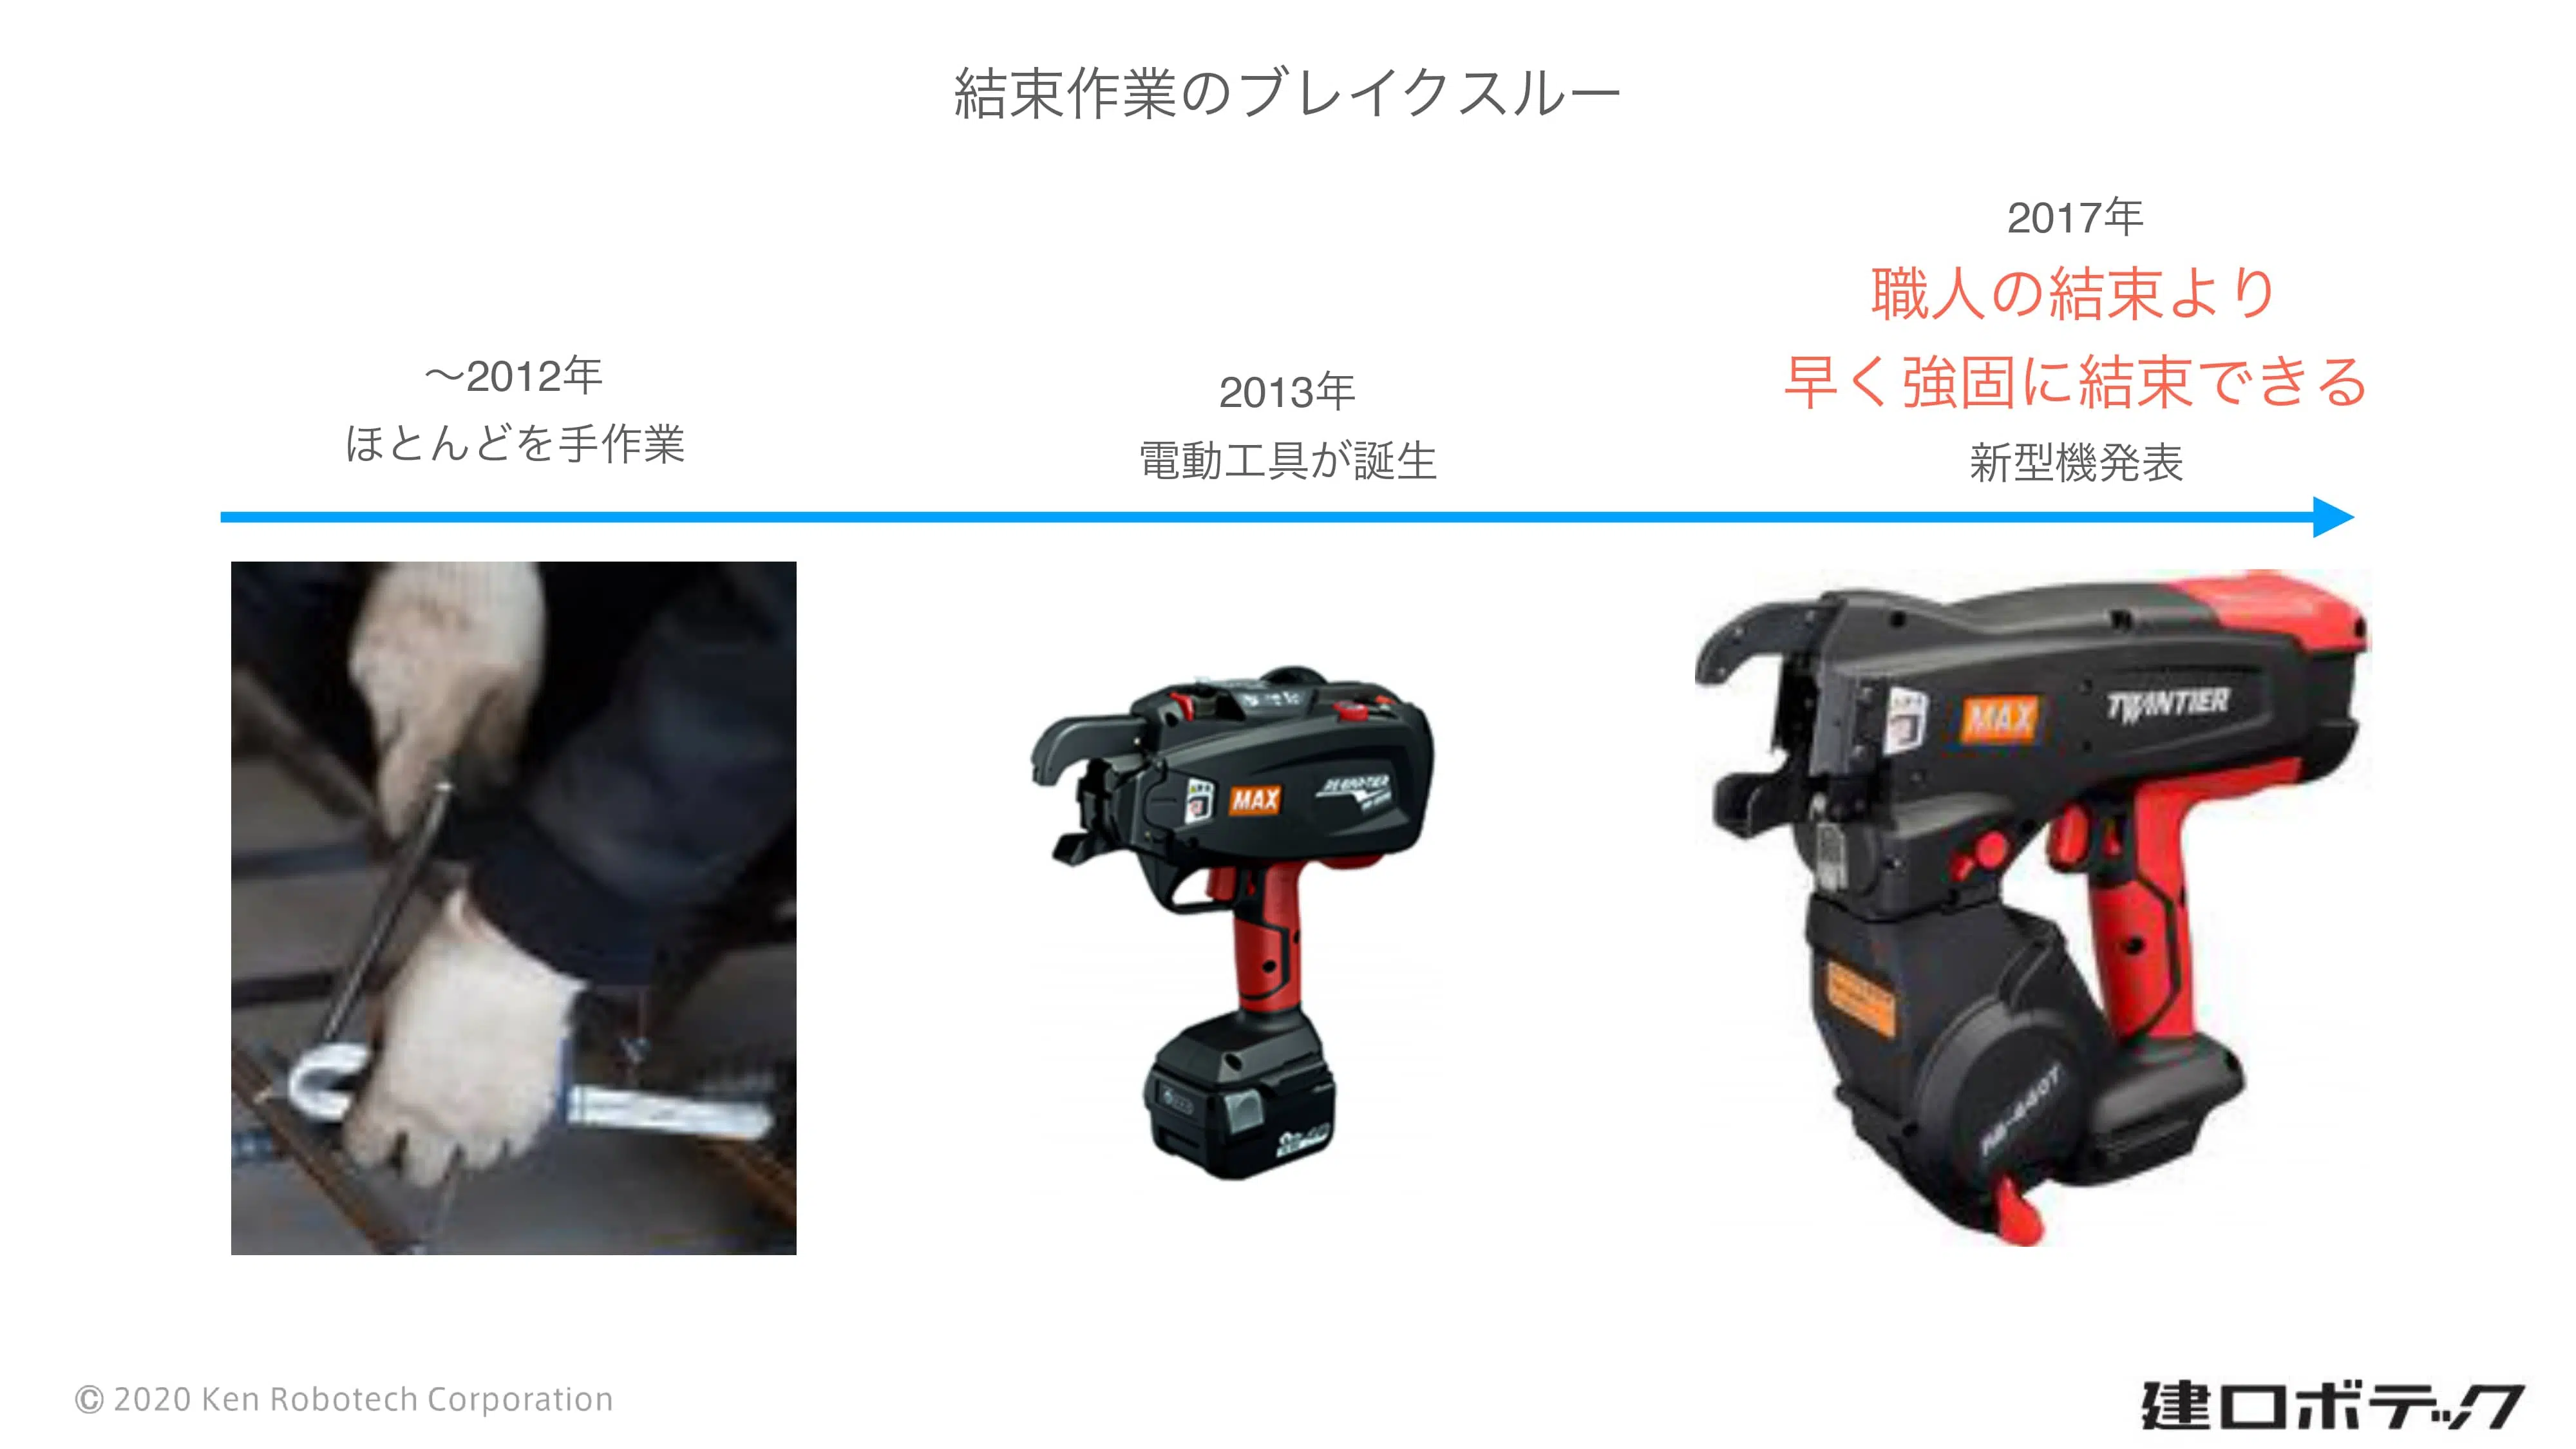 結束作業のブレイクスルー
〜2012年
ほとんどを手作業
2013年
電動工具が誕生
2017年
職人の結束より
早く強固に結束できる
新型機発表
MAX
MAX
TWINTIER
RB-440T
© 2020 Ken Robotech Corporation
建ロボテック